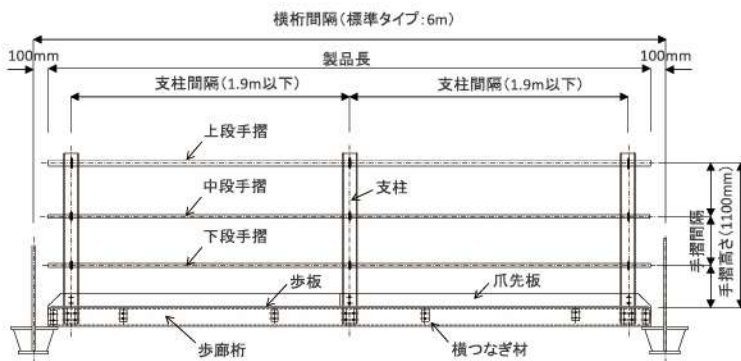 横桁間隔(標準タイプ:6m)
100mm
製品長
100mm
支柱間隔(1.9m以下)
支柱間隔(1.9m以下)
上段手摺
中段手摺
支柱
下段手摺
歩板
爪先板
手摺間隔
手摺高さ(1100mm)
歩廊桁
横つなぎ材